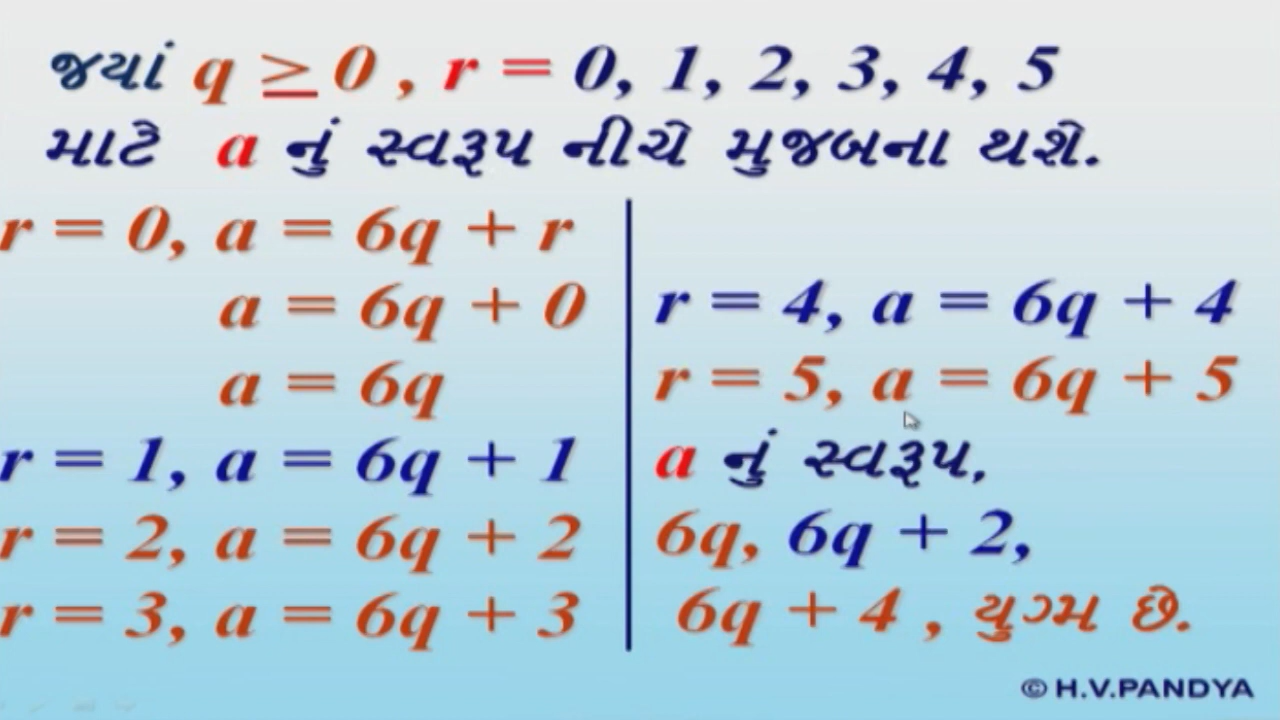 જ્યાં q ≥ 0 , r = 0, 1, 2, 3, 4, 5
માટે a નું સ્વરૂપ નીચે મુજબના થશે.
r = 0, a = 6q + r
a = 6q + 0
a = 6q
r = 1, a = 6q + 1
r = 2, a = 6q + 2
r = 3, a = 6q + 3
r = 4, a = 6q + 4
r = 5, a = 6q + 5
a નું સ્વરૂપ,
6q, 6q + 2,
6q + 4 , યુગ્મ છે.
© H.V.PANDYA